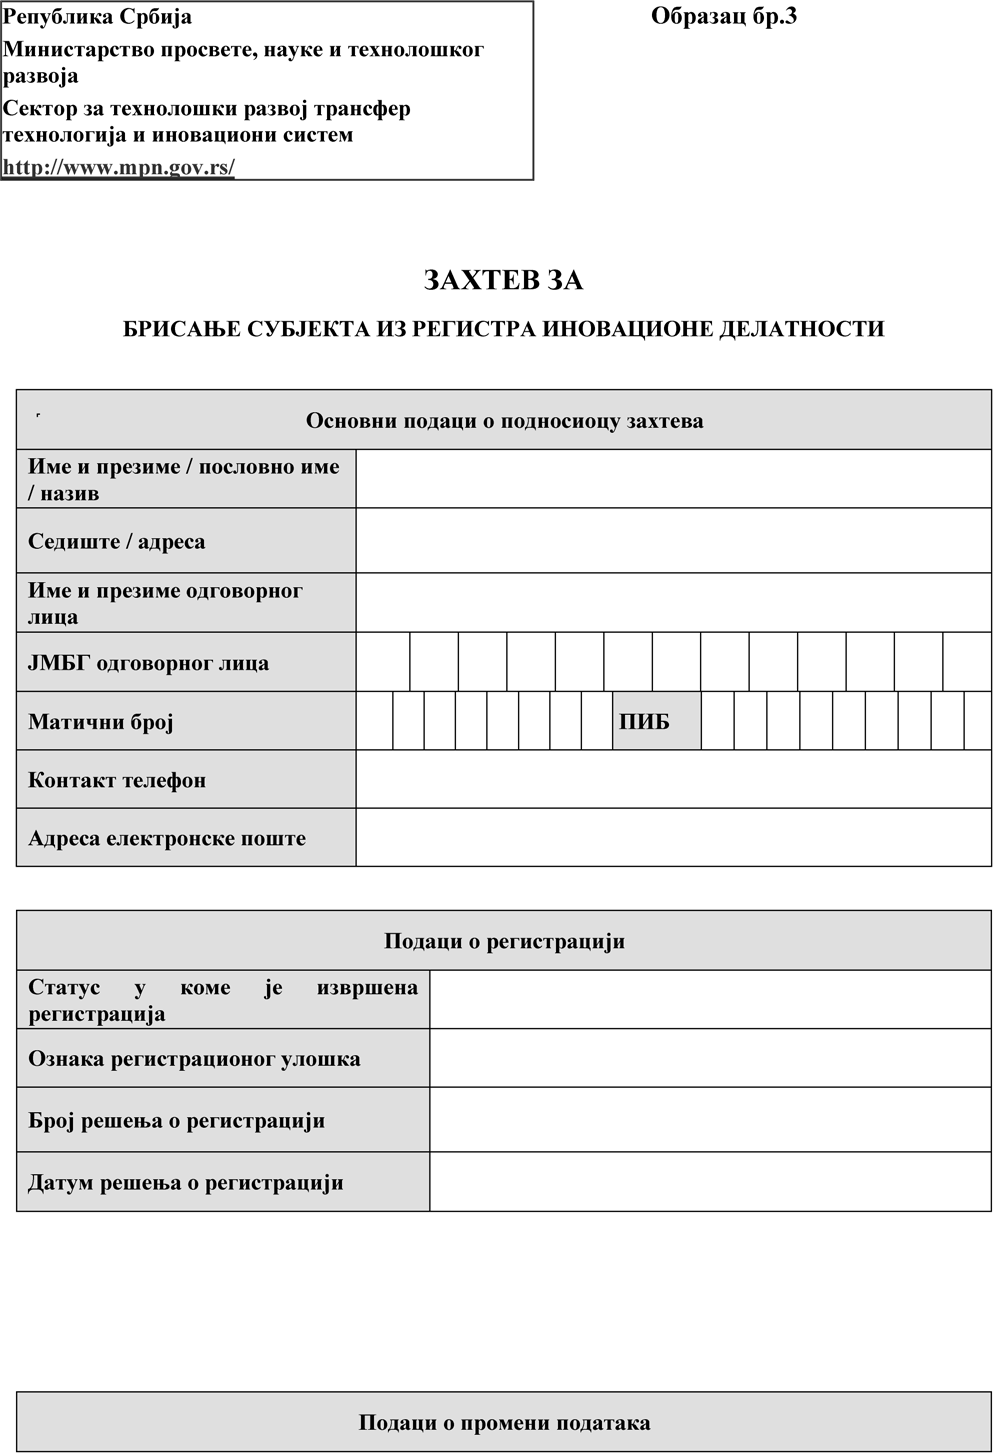 Република Србија
Министарство просвете, науке и технолошког
развоја
Сектор за технолошки развој трансфер
технологија и иновациони систем
http://www.mpn.gov.rs/
Образац бр.3
ЗАХТЕВ ЗА
БРИСАЊЕ СУБЈЕКТА ИЗ РЕГИСТРА ИНОВАЦИОНЕ ДЕЛАТНОСТИ
Основни подаци о подносиоцу захтева
Име и презиме / пословно име
/ назив
Седиште / адреса
Име и презиме одговорног
лица
ЈМБГ одговорног лица
Матични број
ПИБ
Контакт телефон
Адреса електронске поште
Подаци о регистрацији
Статус у коме је извршена
регистрација
Ознака регистрационог улошка
Број решења о регистрацији
Датум решења о регистрацији
Подаци о промени података